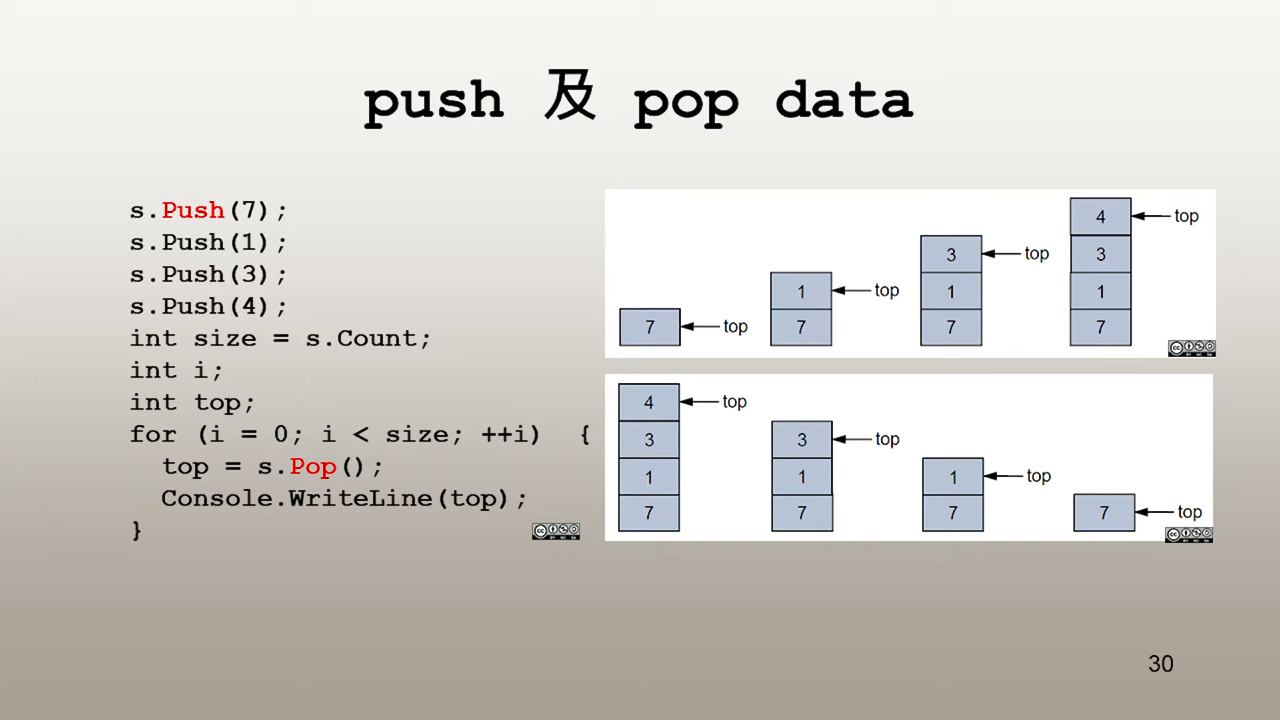 push 及 pop data
s.Push(7);
s.Push(1);
s.Push(3);
s.Push(4);
int size = s.Count;
int i;
int top;
for (i = 0; i < size; ++i)  {
  top = s.Pop();
  Console.WriteLine(top);
}
4 top
3 top 3
1 top 1 1
7 top 7 7 7
4 top
3 3 top
1 1 1 top
7 7 7 7 top
30